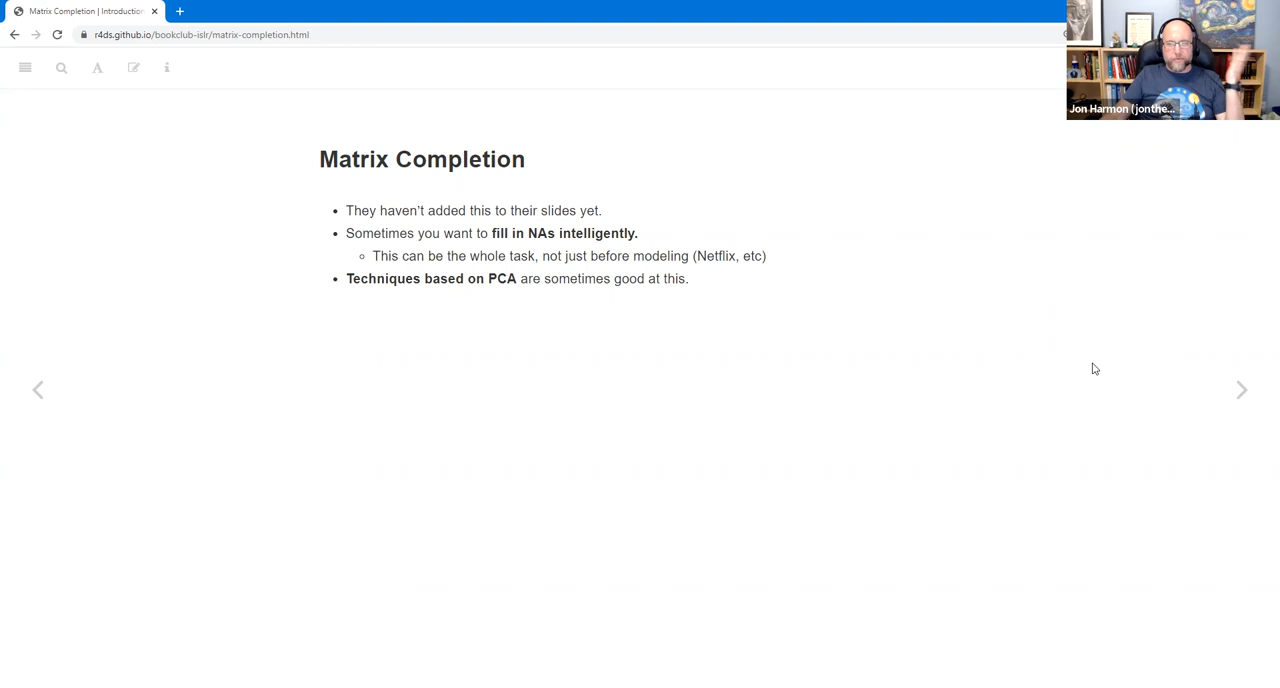 Matrix Completion | Introduction
r4ds.github.io/bookclub-islr/matrix-completion.html
Jon Harmon (jonthe...
Matrix Completion
• They haven't added this to their slides yet.
• Sometimes you want to fill in NAs intelligently.
○ This can be the whole task, not just before modeling (Netflix, etc)
• Techniques based on PCA are sometimes good at this.